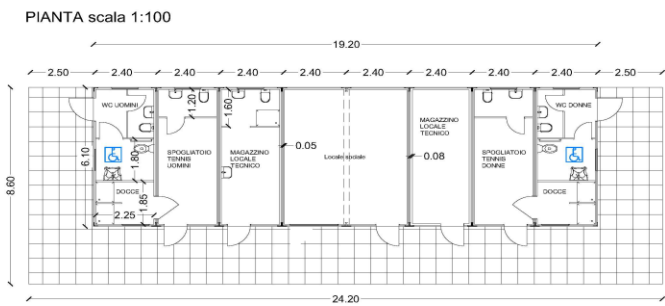 PIANTA scala 1:100
19.20
2.50 2.40 2.40 2.40 2.40 2.40 2.40 2.40 2.40 2.50
WC UOMINI
1.20
1.60
WC DONNE
MAGAZZINO
LOCALE
TECNICO
0.05
8.60
6.10
1.80
SPOGLIATOIO
TENNIS
UOMINI
MAGAZZINO
LOCALE
TECNICO
Locale sociale
0.08
SPOGLIATOIO
TENNIS
DONNE
DOCCE
1.85
2.25
DOCCE
24.20